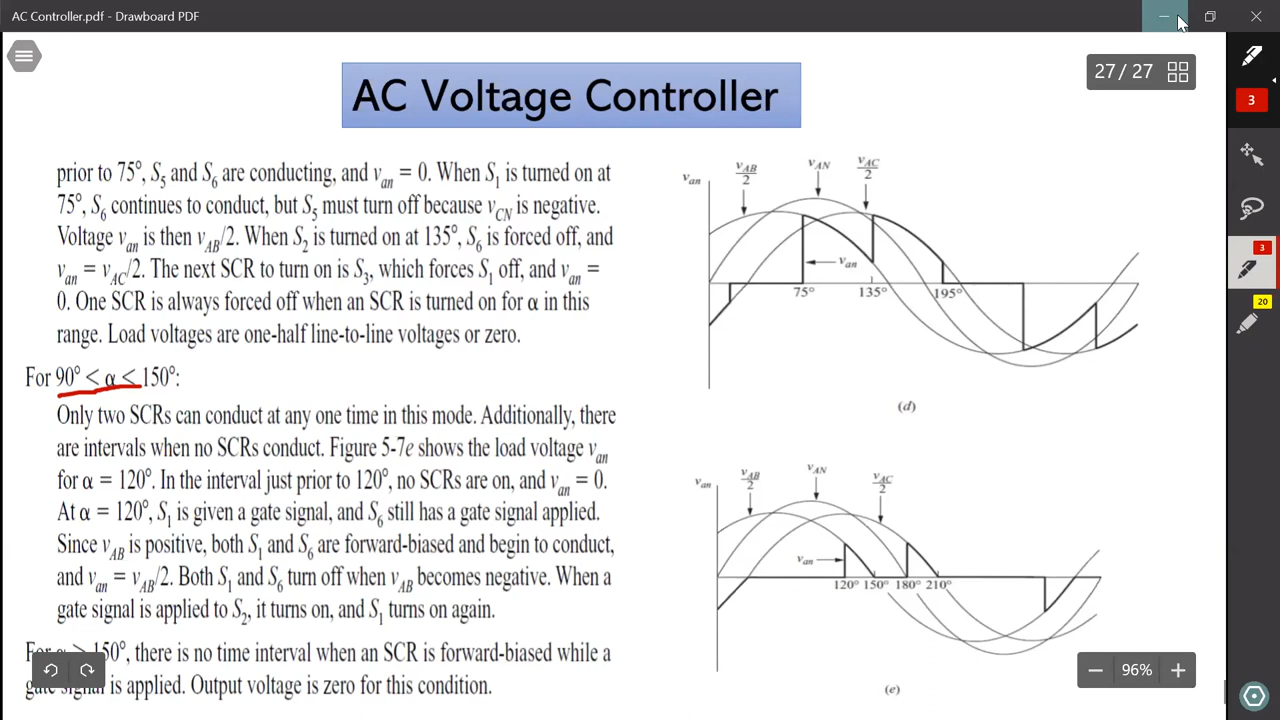 AC Controller.pdf - Drawboard PDF
27 / 27
3
AC Voltage Controller
prior to 75°, S5 and S6 are conducting, and van = 0. When S1 is turned on at
75°, S6 continues to conduct, but S5 must turn off because vCN is negative.
Voltage van is then vAB/2. When S2 is turned on at 135°, S6 is forced off, and
van = vAC/2. The next SCR to turn on is S3, which forces S1 off, and van =
0. One SCR is always forced off when an SCR is turned on for α in this
range. Load voltages are one-half line-to-line voltages or zero.
For 90° < α < 150°:
Only two SCRs can conduct at any one time in this mode. Additionally, there
are intervals when no SCRs conduct. Figure 5-7e shows the load voltage van
for α = 120°. In the interval just prior to 120°, no SCRs are on, and van = 0.
At α = 120°, S1 is given a gate signal, and S6 still has a gate signal applied.
Since vAB is positive, both S1 and S6 are forward-biased and begin to conduct,
and van = vAB/2. Both S1 and S6 turn off when vAB becomes negative. When a
gate signal is applied to S2, it turns on, and S1 turns on again.
For α > 150°, there is no time interval when an SCR is forward-biased while a
gate signal is applied. Output voltage is zero for this condition.
van
vAB/2
vAN
vAC/2
van
75° 135° 195°
(d)
van
vAB/2
vAN
vAC/2
van
120° 150° 180° 210°
(e)
3
20
96%